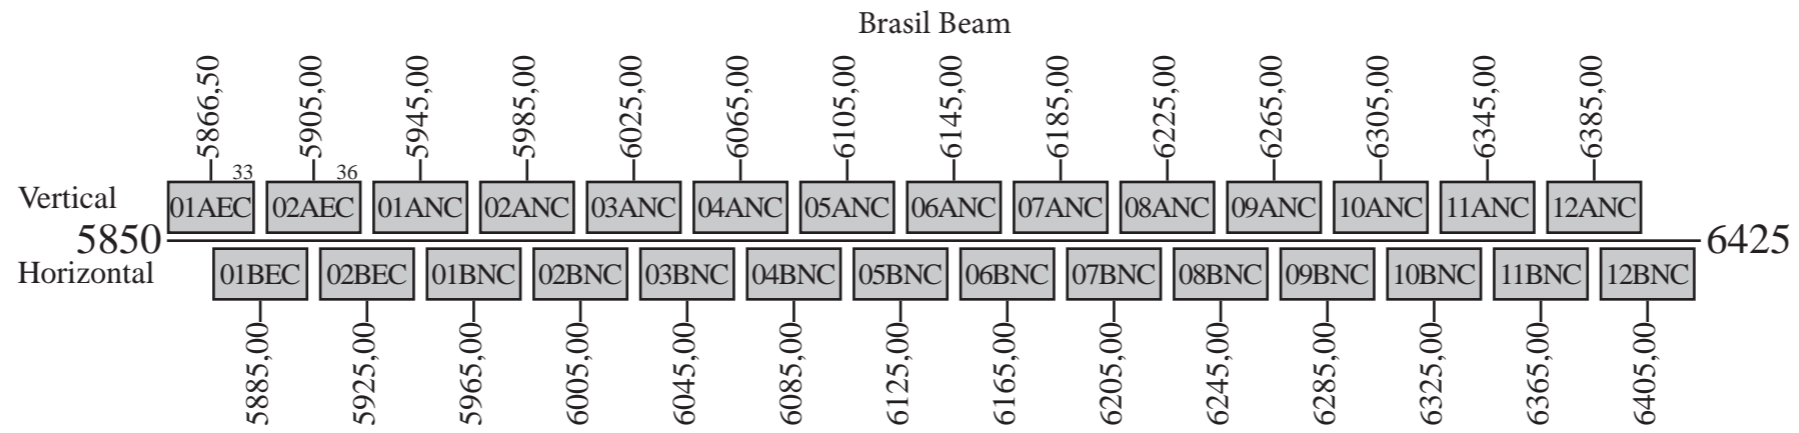 Brasil Beam
5866,50 5905,00 5945,00 5985,00 6025,00 6065,00 6105,00 6145,00 6185,00 6225,00 6265,00 6305,00 6345,00 6385,00
33 36
Vertical 01AEC 02AEC 01ANC 02ANC 03ANC 04ANC 05ANC 06ANC 07ANC 08ANC 09ANC 10ANC 11ANC 12ANC
5850 6425
Horizontal 01BEC 02BEC 01BNC 02BNC 03BNC 04BNC 05BNC 06BNC 07BNC 08BNC 09BNC 10BNC 11BNC 12BNC
5885,00 5925,00 5965,00 6005,00 6045,00 6085,00 6125,00 6165,00 6205,00 6245,00 6285,00 6325,00 6365,00 6405,00